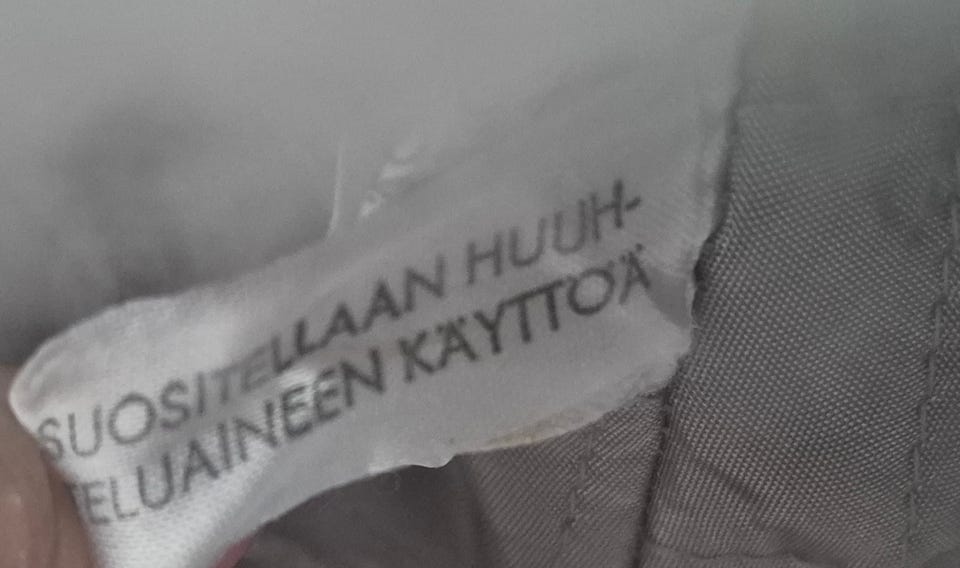 SUOSITELLAAN HUUH-
TELUAINEEN KÄYTTÖÄ